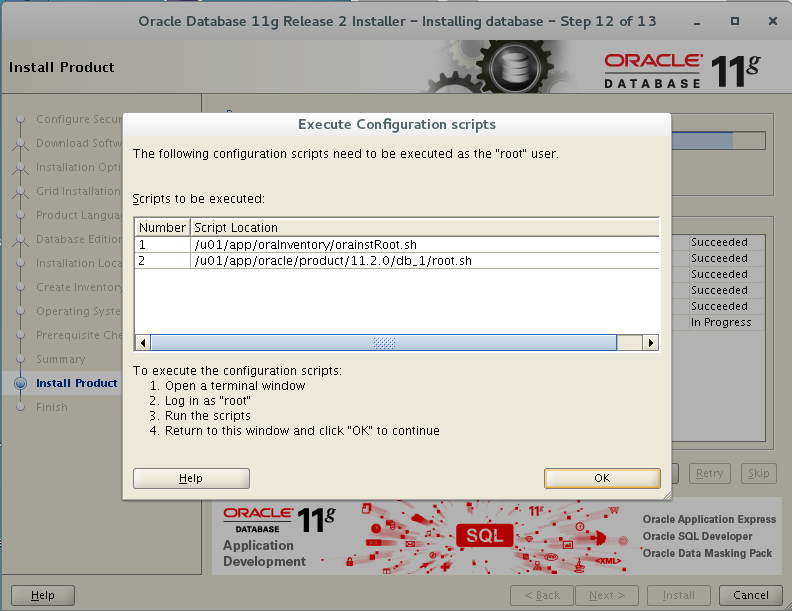 Oracle Database 11g Release 2 Installer - Installing database - Step 12 of 13
Install Product
ORACLE
DATABASE 11g
Configure Secur
Download Softw
Installation Opti
Grid Installation
Product Langua
Database Edition
Installation Loca
Create Inventory
Operating Syste
Prerequisite Che
Summary
Install Product
Finish
Execute Configuration scripts
The following configuration scripts need to be executed as the "root" user.
Scripts to be executed:
Number Script Location
1 /u01/app/oraInventory/orainstRoot.sh
2 /u01/app/oracle/product/11.2.0/db_1/root.sh
To execute the configuration scripts:
1. Open a terminal window
2. Log in as "root"
3. Run the scripts
4. Return to this window and click "OK" to continue
Help OK
Succeeded
Succeeded
Succeeded
Succeeded
Succeeded
In Progress
Retry Skip
ORACLE
DATABASE 11g
Application
Development
SQL
11g
PHP
<XML>
Oracle Application Express
Oracle SQL Developer
Oracle Data Masking Pack
Help < Back Next > Install Cancel